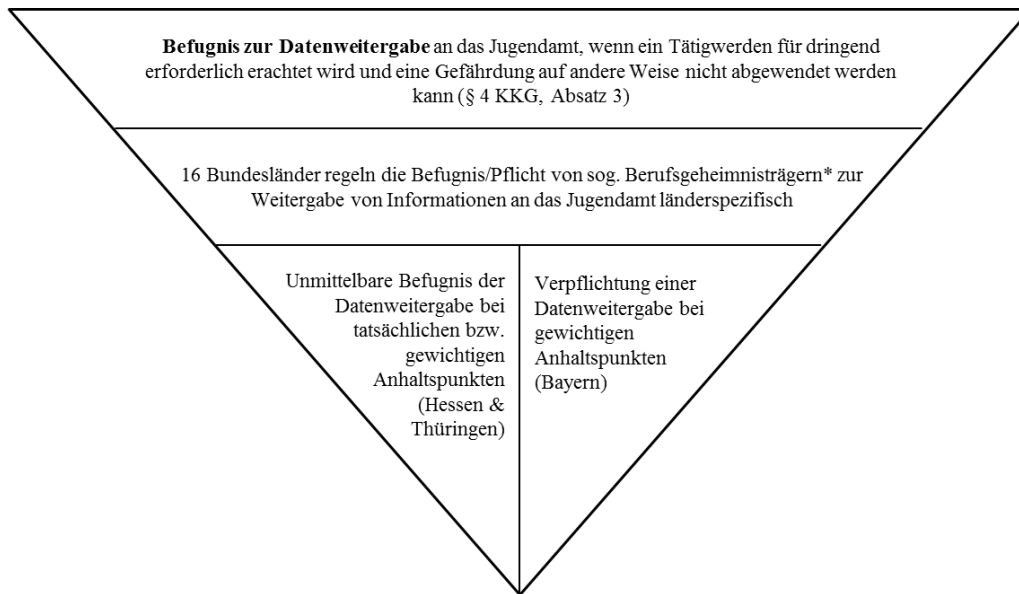 Befugnis zur Datenweitergabe an das Jugendamt, wenn ein Tätigwerden für dringend
erforderlich erachtet wird und eine Gefährdung auf andere Weise nicht abgewendet werden
kann (§ 4 KKG, Absatz 3)
16 Bundesländer regeln die Befugnis/Pflicht von sog. Berufsgeheimnisträgern* zur
Weitergabe von Informationen an das Jugendamt länderspezifisch
Unmittelbare Befugnis der
Datenweitergabe bei
tatsächlichen bzw.
gewichtigen
Anhaltspunkten
(Hessen &
Thüringen)
Verpflichtung einer
Datenweitergabe bei
gewichtigen
Anhaltspunkten
(Bayern)